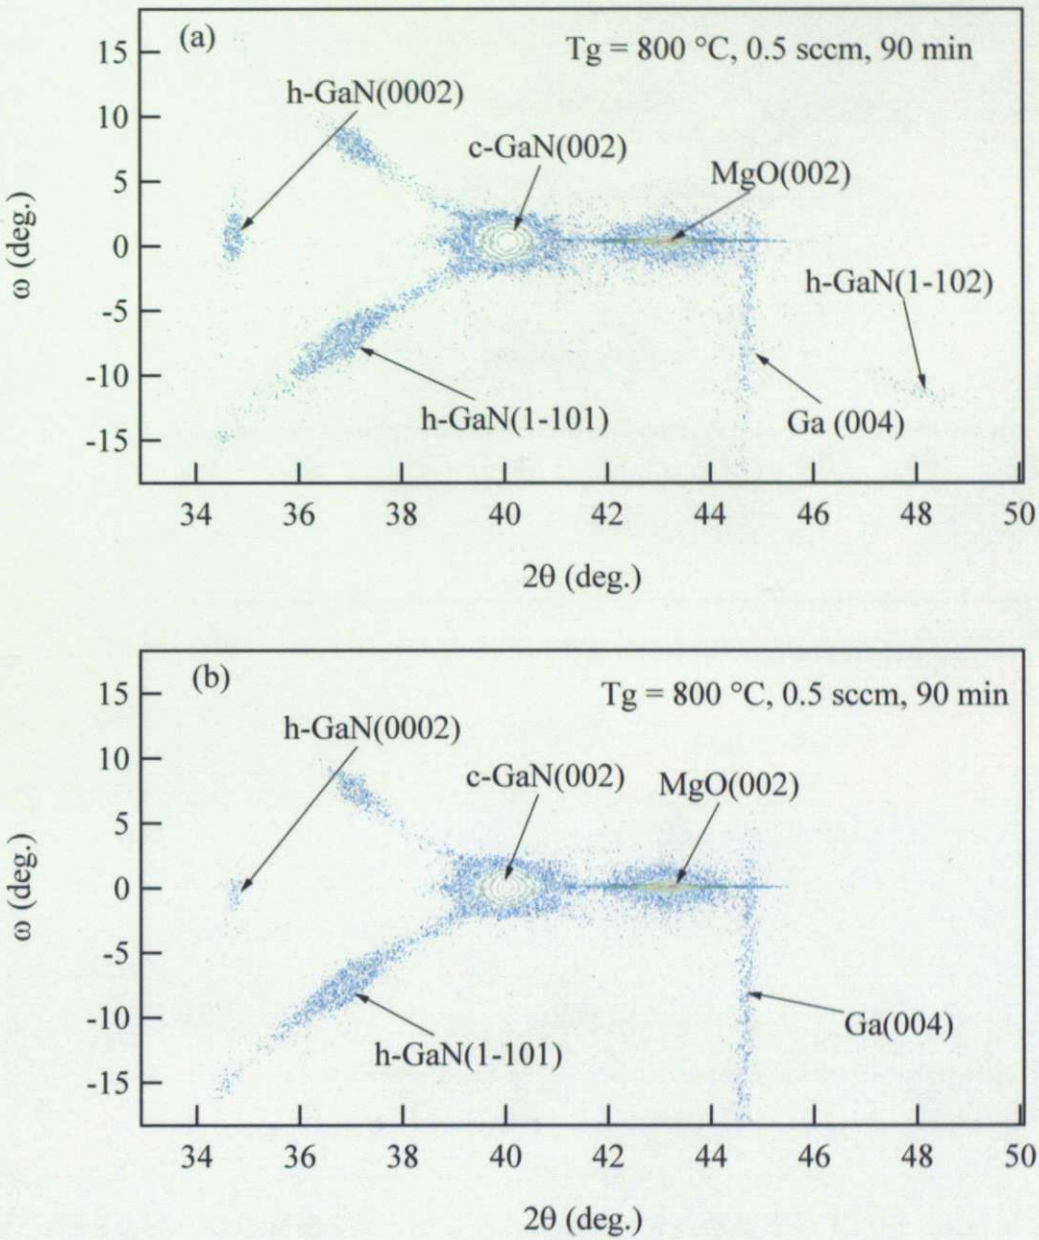 (a)
Tg = 800 °C, 0.5 sccm, 90 min
h-GaN(0002)
c-GaN(002)
MgO(002)
h-GaN(1-102)
h-GaN(1-101)
Ga (004)
ω (deg.)
15
10
5
0
-5
-10
-15
34 36 38 40 42 44 46 48 50
2θ (deg.)
(b)
Tg = 800 °C, 0.5 sccm, 90 min
h-GaN(0002)
c-GaN(002)
MgO(002)
Ga(004)
h-GaN(1-101)
ω (deg.)
15
10
5
0
-5
-10
-15
34 36 38 40 42 44 46 48 50
2θ (deg.)